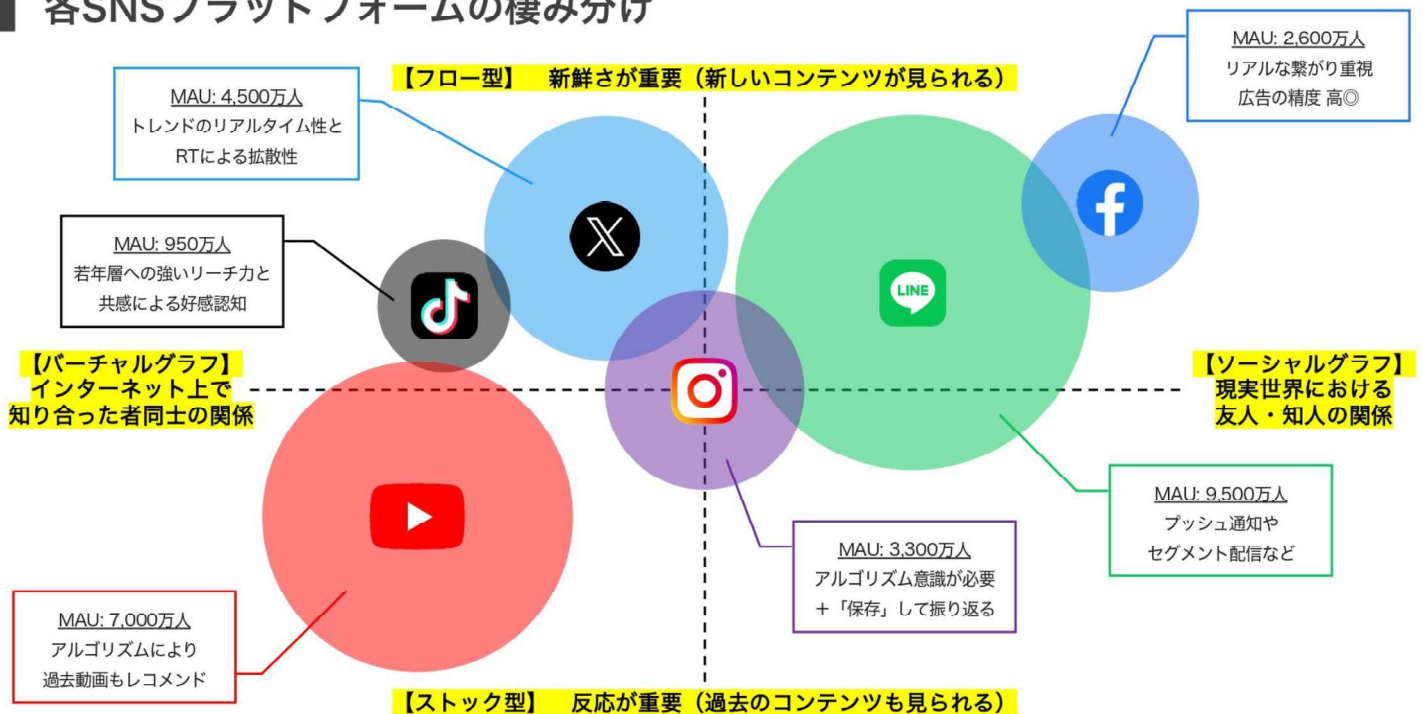 各SNSプラットフォームの棲み分け
【フロー型】　新鮮さが重要（新しいコンテンツが見られる）
MAU: 2,600万人
リアルな繋がり重視
広告の精度 高◎
MAU: 4,500万人
トレンドのリアルタイム性と
RTによる拡散性
MAU: 950万人
若年層への強いリーチ力と
共感による好感認知
LINE
【バーチャルグラフ】
インターネット上で
知り合った者同士の関係
【ソーシャルグラフ】
現実世界における
友人・知人の関係
MAU: 9,500万人
プッシュ通知や
セグメント配信など
MAU: 3,300万人
アルゴリズム意識が必要
＋「保存」して振り返る
MAU: 7,000万人
アルゴリズムにより
過去動画もレコメンド
【ストック型】　反応が重要（過去のコンテンツも見られる）